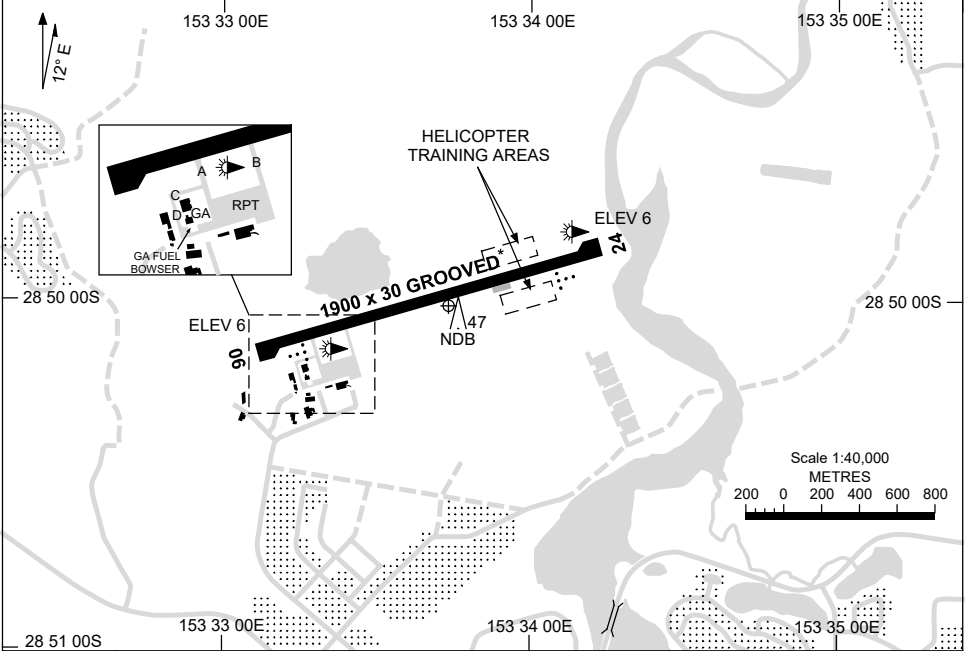 153 33 00E
153 34 00E
153 35 00E
12° E
HELICOPTER
TRAINING AREAS
A
B
C
D
GA
RPT
GA FUEL
BOWSER
ELEV 6
24
1900 x 30 GROOVED*
28 50 00S
28 50 00S
ELEV 6
06
.47
NDB
Scale 1:40,000
METRES
200 0 200 400 600 800
153 33 00E
153 34 00E
153 35 00E
28 51 00S